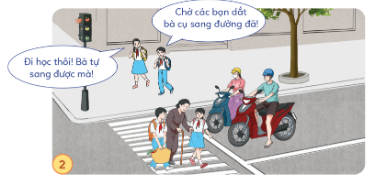 Chờ các bạn dắt
bà cụ sang đường đã!
Đi học thôi! Bà tự
sang được mà!
2